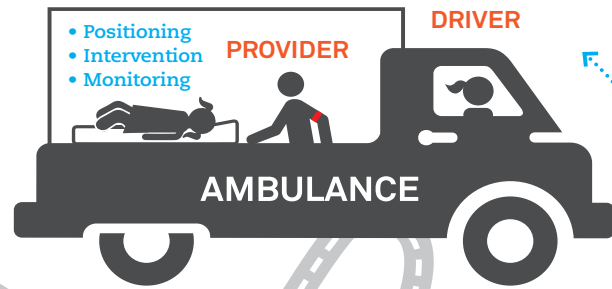 DRIVER
• Positioning
• Intervention
• Monitoring
PROVIDER
AMBULANCE